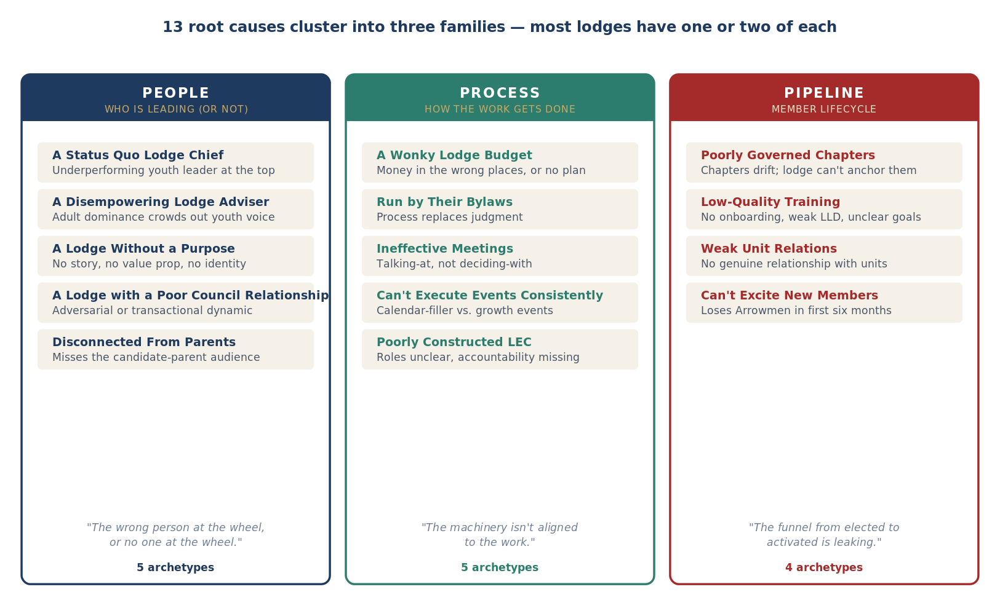 13 root causes cluster into three families — most lodges have one or two of each
PEOPLE
WHO IS LEADING (OR NOT)
A Status Quo Lodge Chief
Underperforming youth leader at the top
A Disempowering Lodge Adviser
Adult dominance crowds out youth voice
A Lodge Without a Purpose
No story, no value prop, no identity
A Lodge with a Poor Council Relationship
Adversarial or transactional dynamic
Disconnected From Parents
Misses the candidate-parent audience
"The wrong person at the wheel,
or no one at the wheel."
5 archetypes
PROCESS
HOW THE WORK GETS DONE
A Wonky Lodge Budget
Money in the wrong places, or no plan
Run by Their Bylaws
Process replaces judgment
Ineffective Meetings
Talking-at, not deciding-with
Can't Execute Events Consistently
Calendar-filler vs. growth events
Poorly Constructed LEC
Roles unclear, accountability missing
"The machinery isn't aligned
to the work."
5 archetypes
PIPELINE
MEMBER LIFECYCLE
Poorly Governed Chapters
Chapters drift; lodge can't anchor them
Low-Quality Training
No onboarding, weak LLD, unclear goals
Weak Unit Relations
No genuine relationship with units
Can't Excite New Members
Loses Arrowmen in first six months
"The funnel from elected to
activated is leaking."
4 archetypes